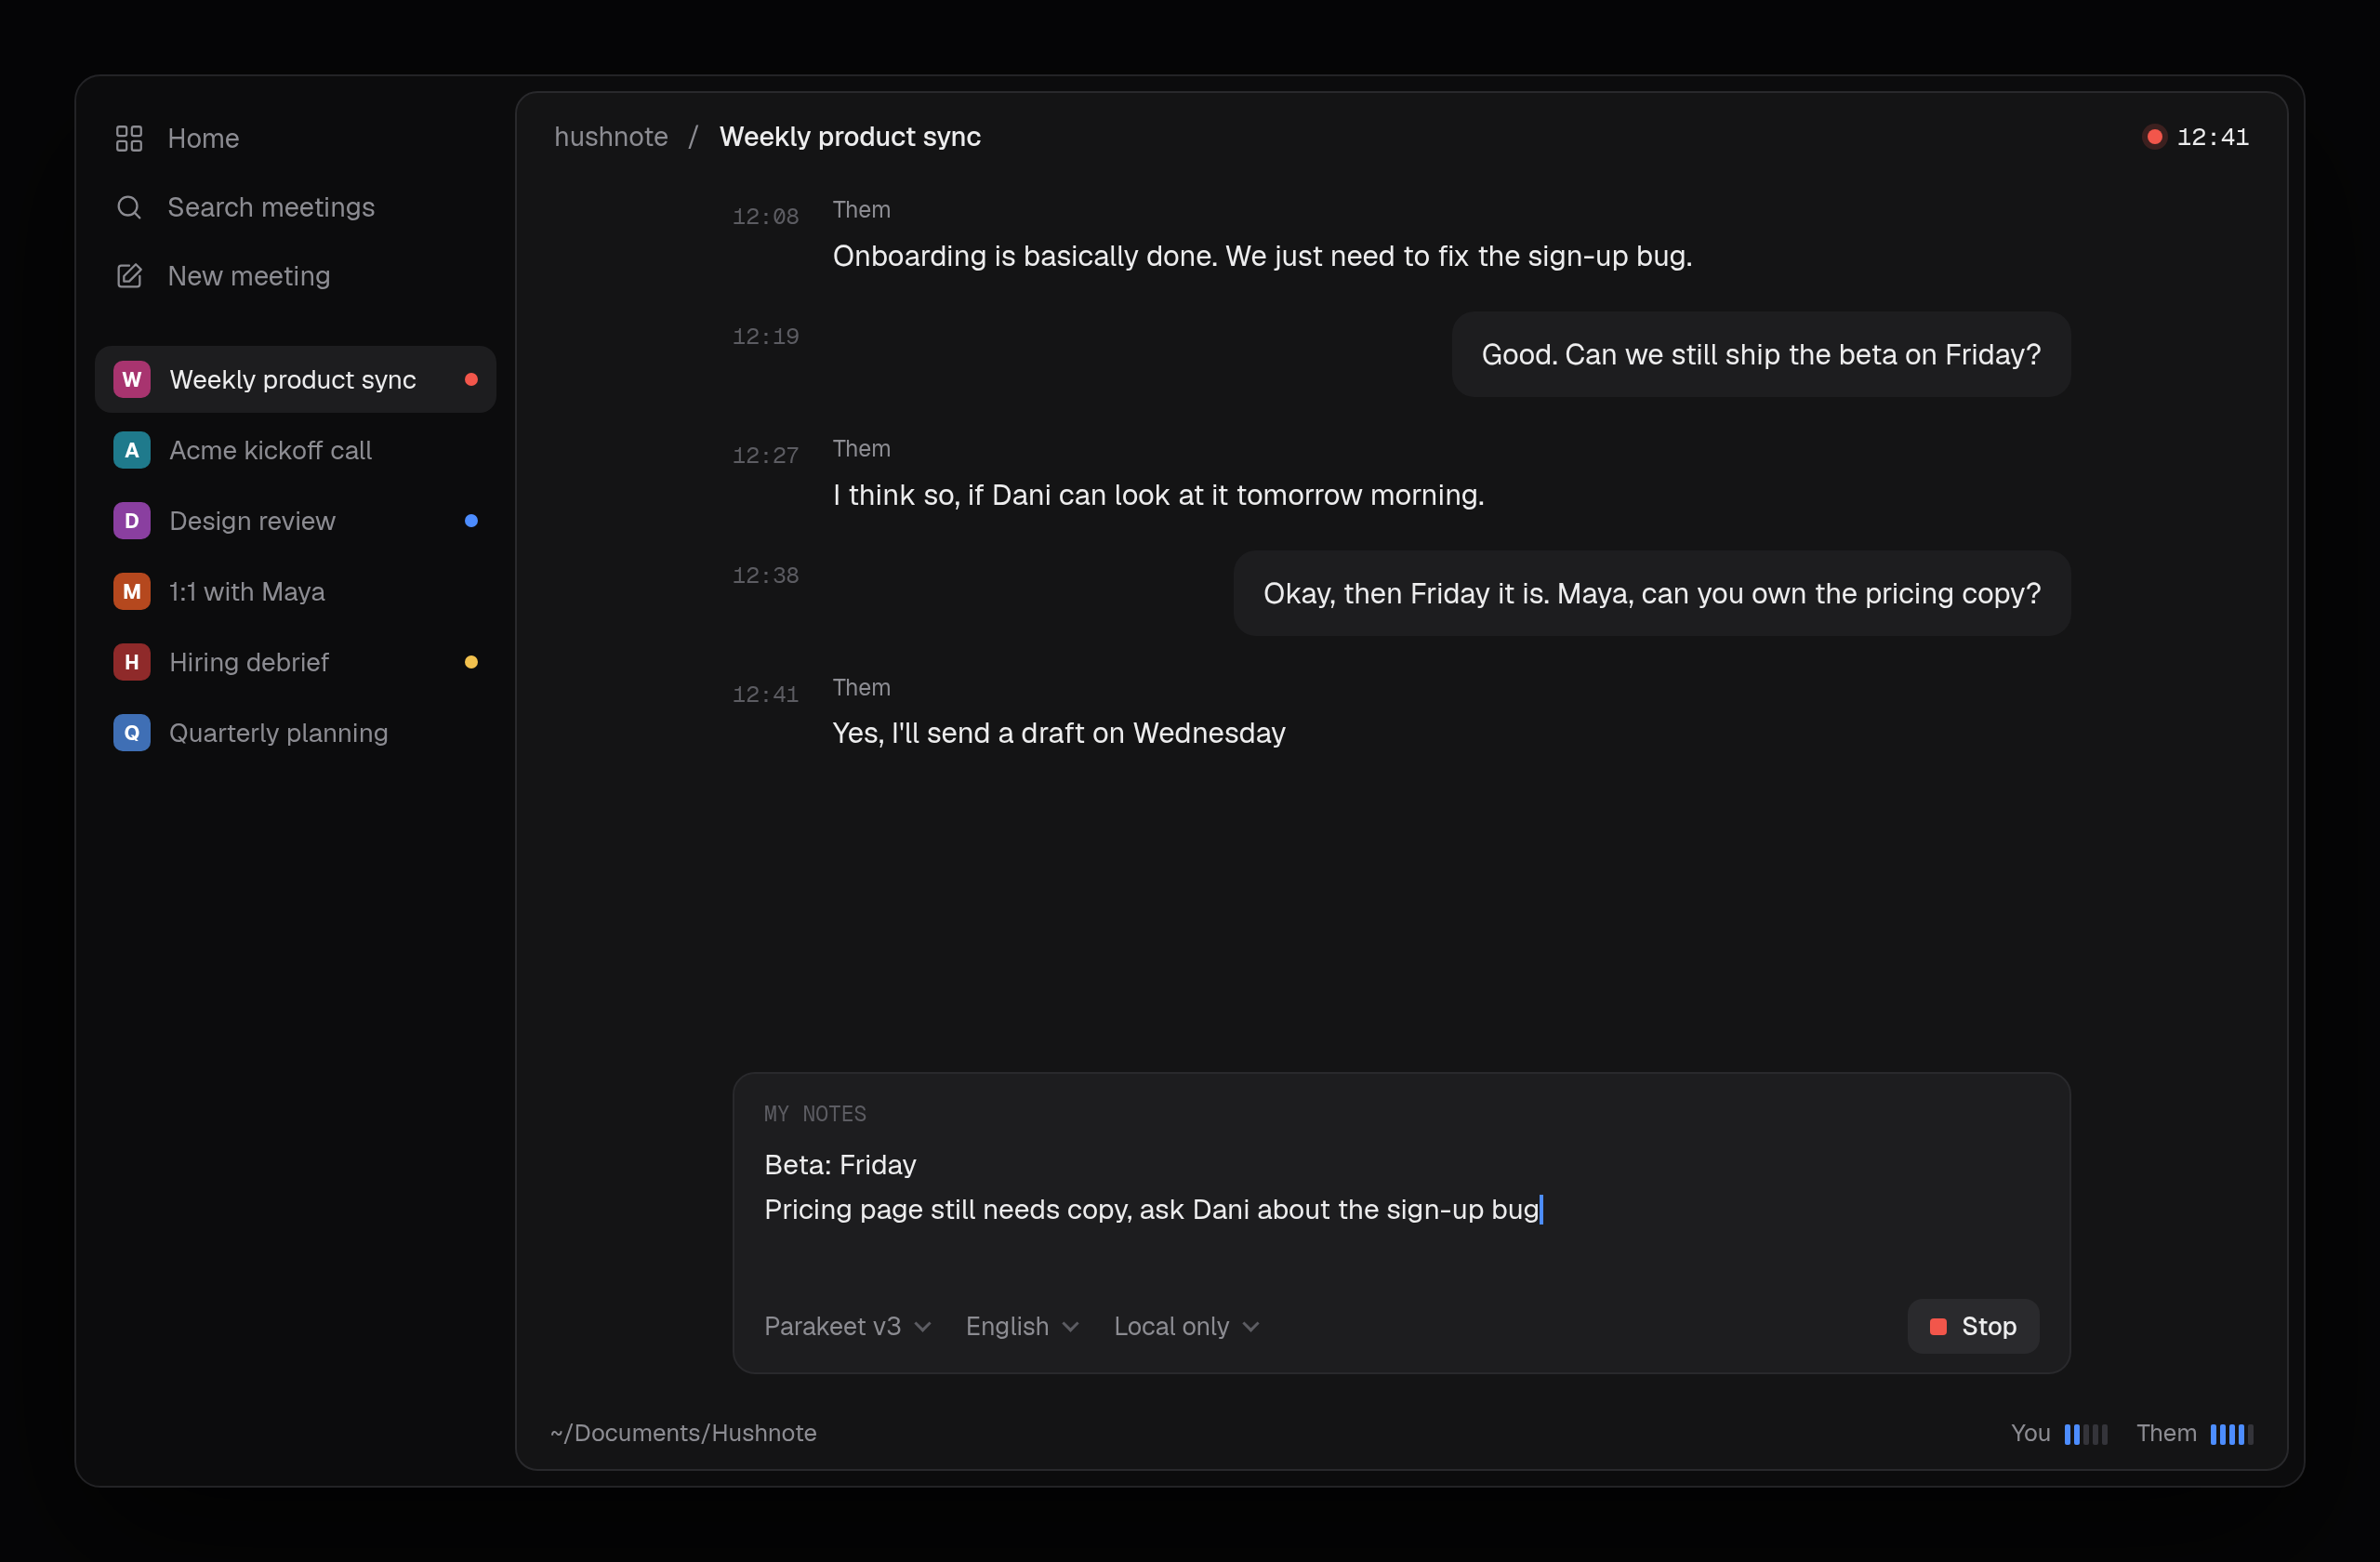 Home
Search meetings
New meeting
W Weekly product sync
A Acme kickoff call
D Design review
M 1:1 with Maya
H Hiring debrief
Q Quarterly planning
hushnote / Weekly product sync
12:41
12:08 Them
Onboarding is basically done. We just need to fix the sign-up bug.
12:19
Good. Can we still ship the beta on Friday?
12:27 Them
I think so, if Dani can look at it tomorrow morning.
12:38
Okay, then Friday it is. Maya, can you own the pricing copy?
12:41 Them
Yes, I'll send a draft on Wednesday
MY NOTES
Beta: Friday
Pricing page still needs copy, ask Dani about the sign-up bug
Parakeet v3 English Local only Stop
~/Documents/Hushnote You Them